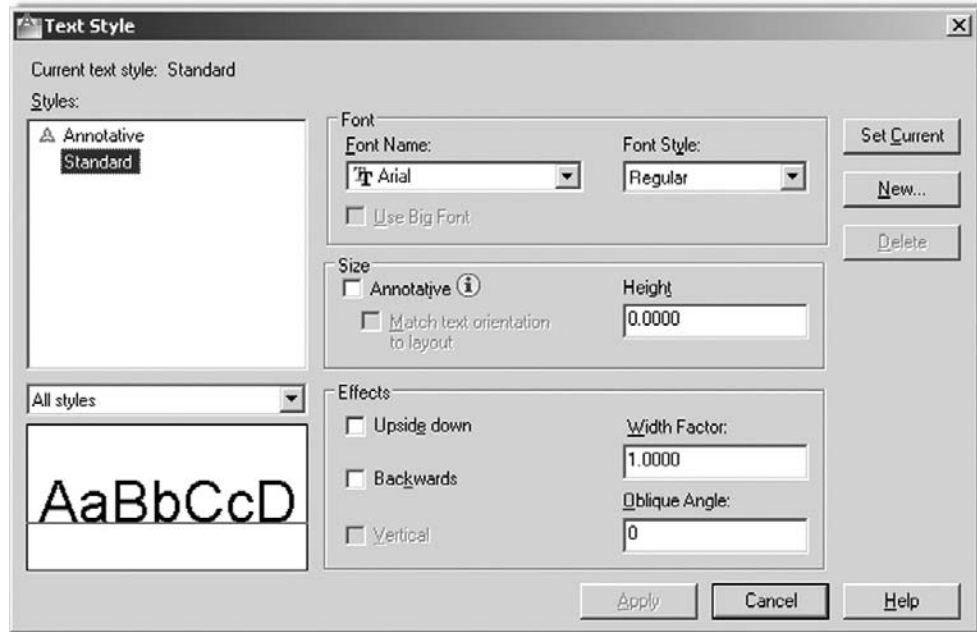 Text Style
Current text style: Standard
Styles:
Annotative
Standard
All styles
AaBbCcD
Font
Font Name:
Arial
Font Style:
Regular
Use Big Font
Size
Annotative
Match text orientation
to layout
Height
0.0000
Effects
Upside down
Backwards
Vertical
Width Factor:
1.0000
Oblique Angle:
0
Set Current
New...
Delete
Apply
Cancel
Help